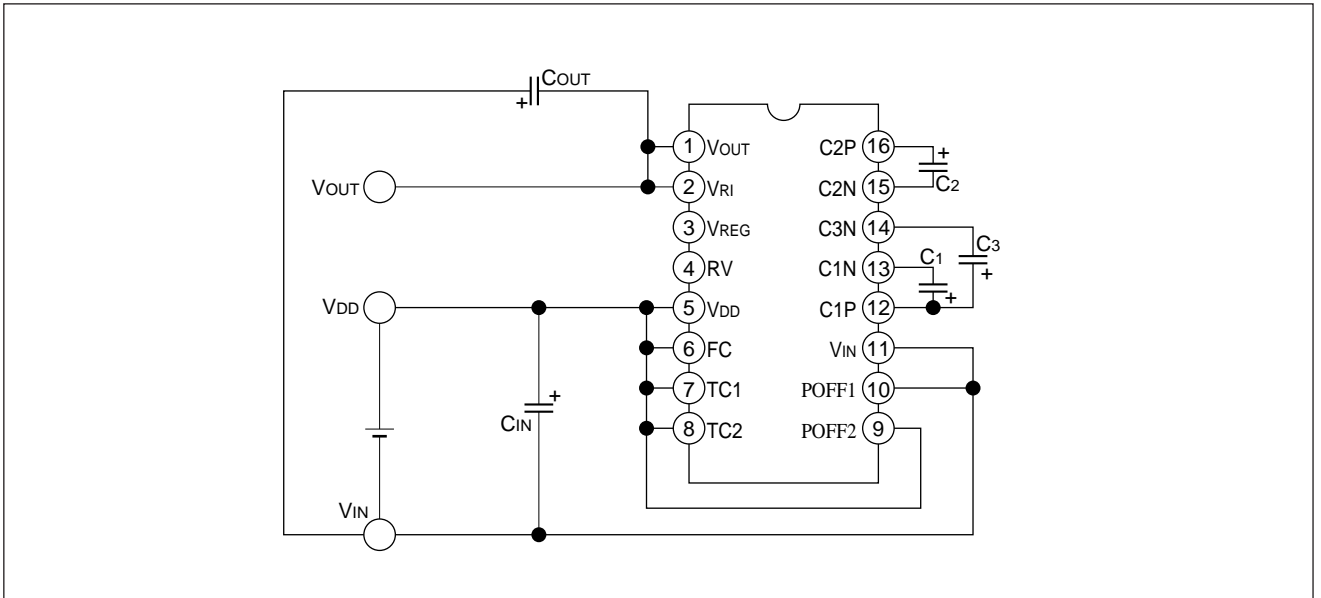 COUT
+
VOUT
VDD
VIN
CIN
+
1 VOUT
2 VRI
3 VREG
4 RV
5 VDD
6 FC
7 TC1
8 TC2
C2P 16
C2N 15
C3N 14
C1N 13
C1P 12
VIN 11
POFF1 10
POFF2 9
+
C2
C3
+
C1
+